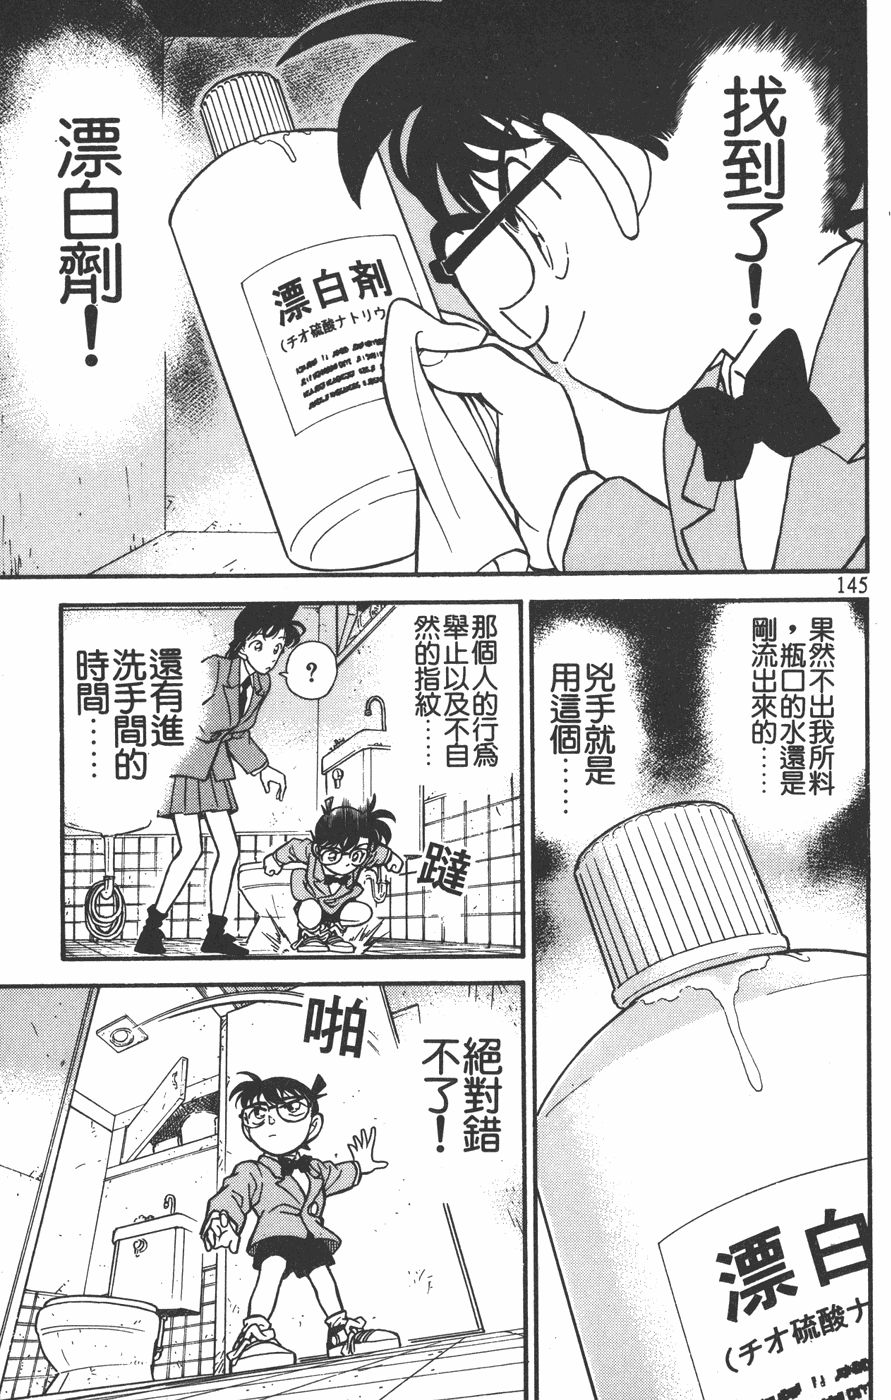 找到了！
漂白劑！
漂白剤
(チオ硫酸ナトリウ
145
果然不出我所料
，瓶口的水還是
剛流出來的……
兇手就是
用這個……
漂白
(チオ硫酸ナト
那個人的行為
舉止以及不自
然的指紋……
？
還有進
洗手間的
時間……
躂
啪
絕對錯
不了！